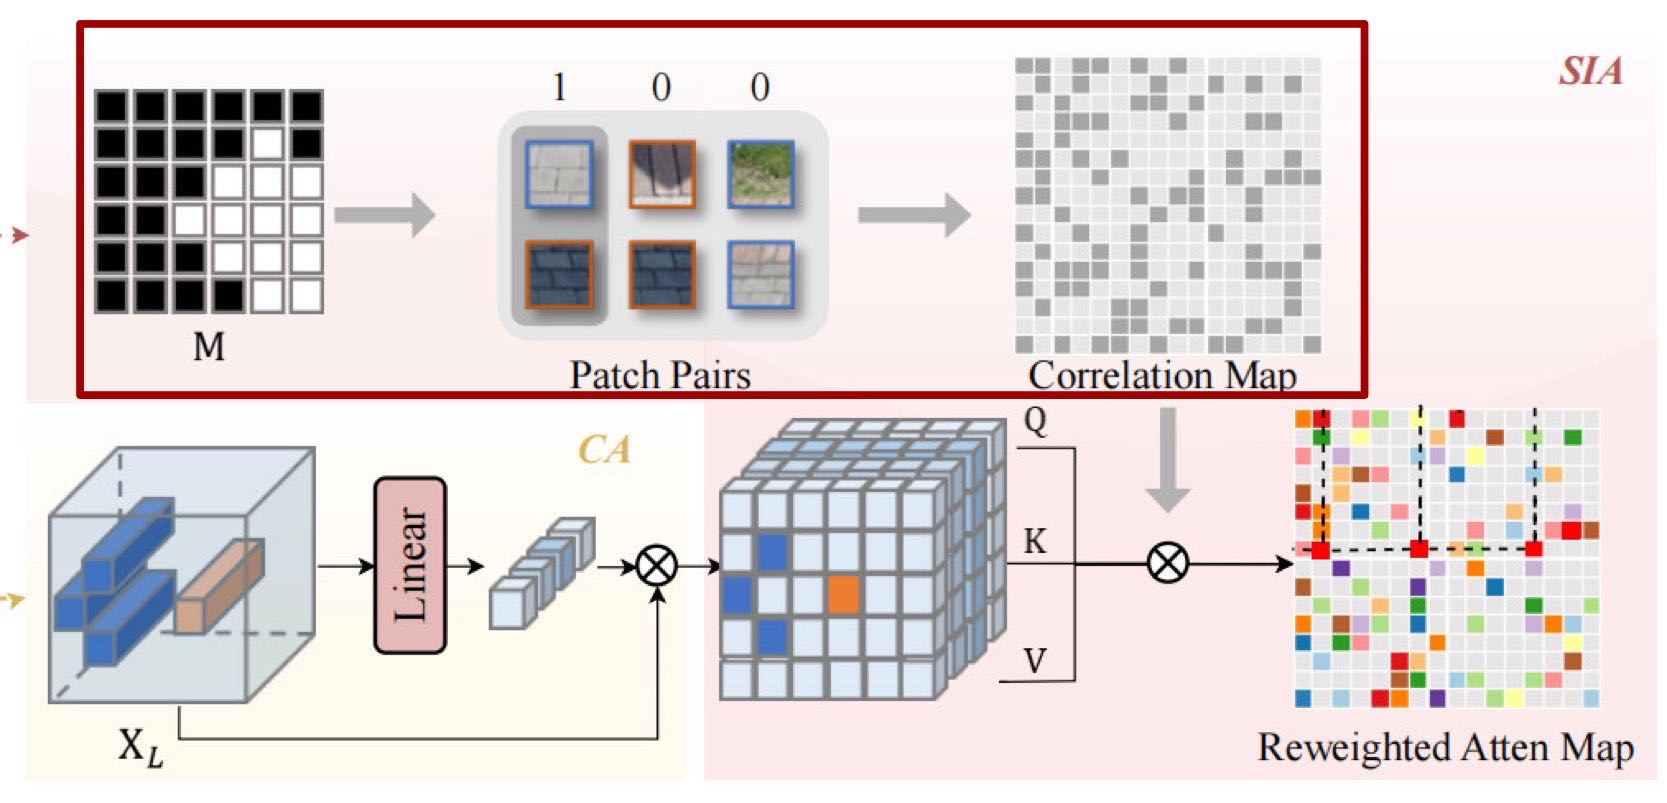 SIA
1 0 0
M
Patch Pairs
Correlation Map
CA
Q
K
V
Linear
X_L
Reweighted Atten Map